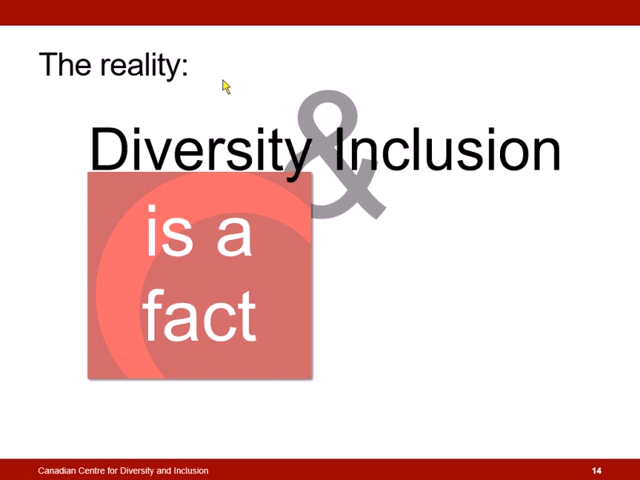 The reality:
Diversity & Inclusion
is a
fact
Canadian Centre for Diversity and Inclusion
14